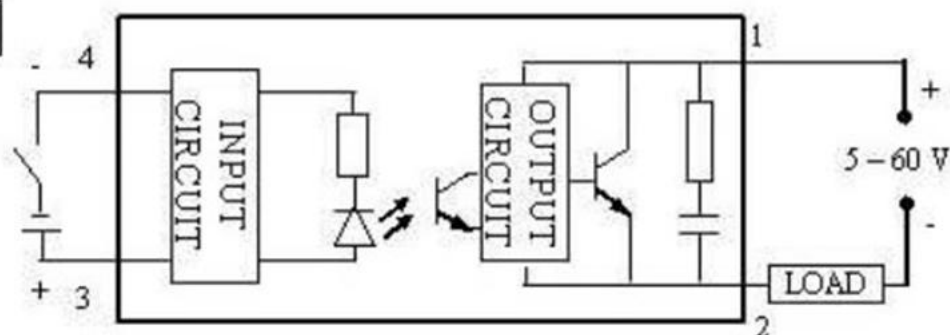 1
4
-
+
INPUT
CIRCUIT
OUTPUT
CIRCUIT
5 – 60 V
-
+
3
LOAD
2